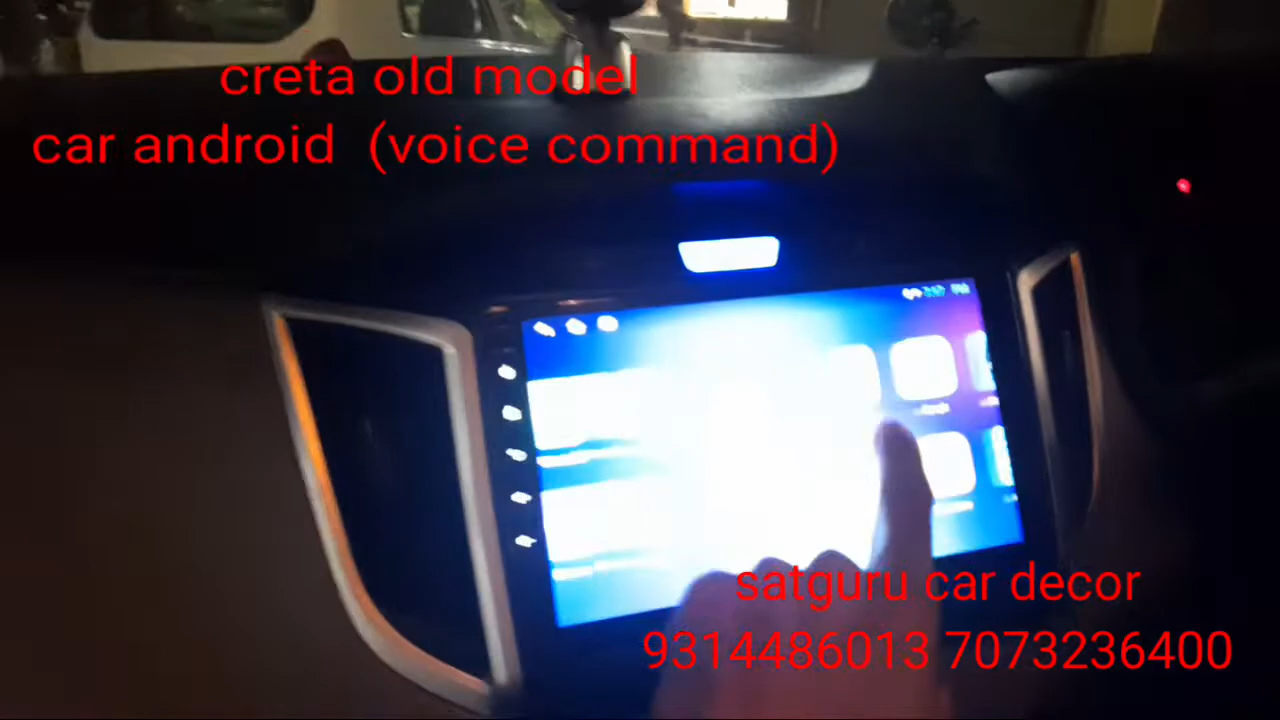 creta old model
car android (voice command)
satguru car decor
9314486013 7073236400